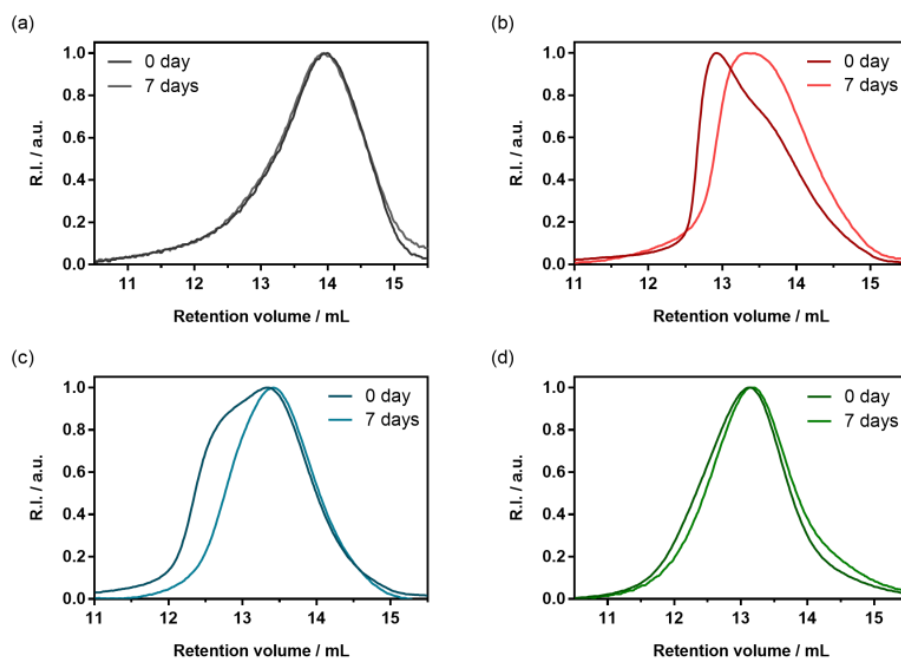 (a)
0 day
7 days
R.I. / a.u.
1.0
0.8
0.6
0.4
0.2
0.0
11 12 13 14 15
Retention volume / mL
(b)
0 day
7 days
R.I. / a.u.
1.0
0.8
0.6
0.4
0.2
0.0
11 12 13 14 15
Retention volume / mL
(c)
0 day
7 days
R.I. / a.u.
1.0
0.8
0.6
0.4
0.2
0.0
11 12 13 14 15
Retention volume / mL
(d)
0 day
7 days
R.I. / a.u.
1.0
0.8
0.6
0.4
0.2
0.0
11 12 13 14 15
Retention volume / mL